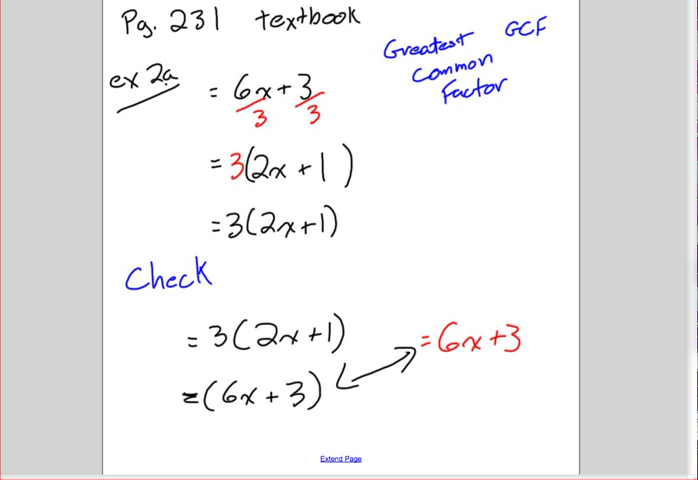 Pg. 231 textbook
Greatest GCF
Common
Factor
ex 2a
= 6x + 3
3 3
= 3(2x + 1)
= 3(2x+1)
Check
= 3(2x+1)
= 6x+3
= (6x + 3)
Extend Page